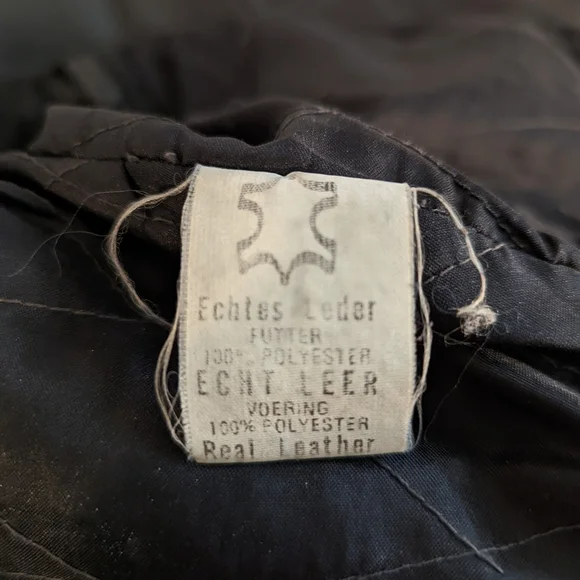 Echtes Leder
FUTTER
100% POLYESTER
ECHT LEER
VOERING
100% POLYESTER
Real Leather